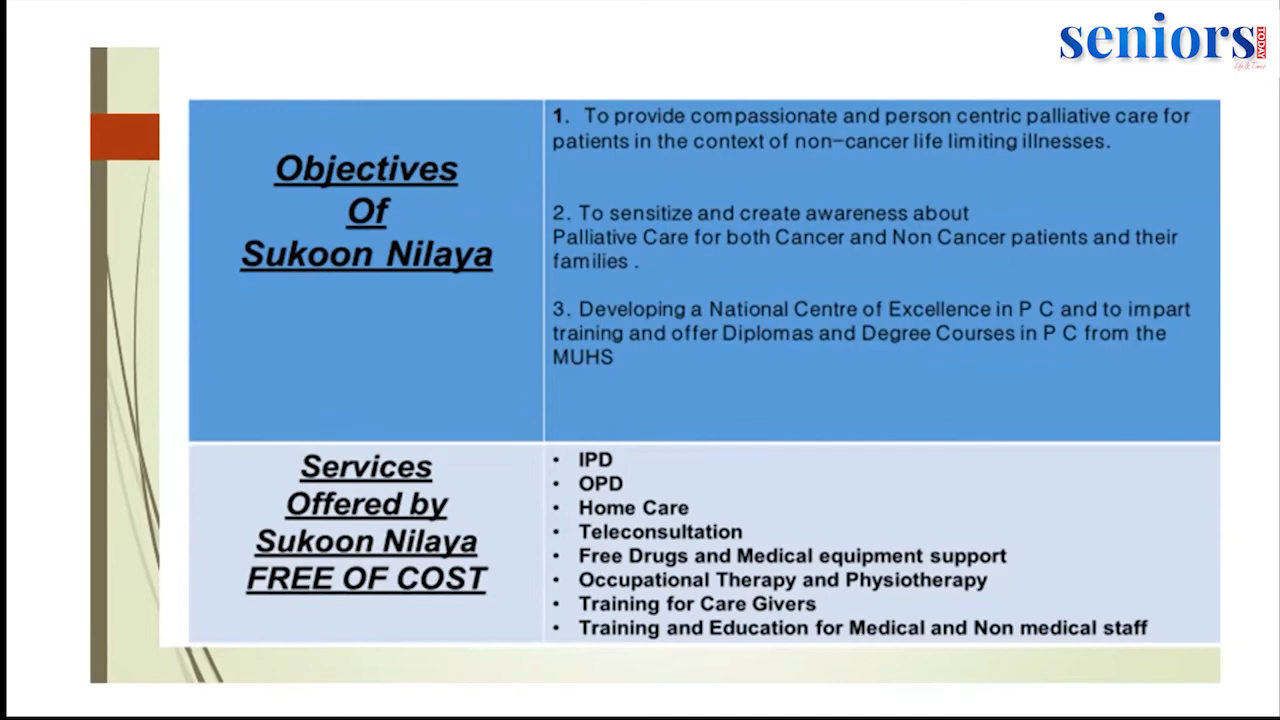 seniors
TODAY
Life & Times
Objectives
Of
Sukoon Nilaya
1. To provide compassionate and person centric palliative care for
patients in the context of non-cancer life limiting illnesses.
2. To sensitize and create awareness about
Palliative Care for both Cancer and Non Cancer patients and their
families .
3. Developing a National Centre of Excellence in P C and to impart
training and offer Diplomas and Degree Courses in P C from the
MUHS
Services
Offered by
Sukoon Nilaya
FREE OF COST
• IPD
• OPD
• Home Care
• Teleconsultation
• Free Drugs and Medical equipment support
• Occupational Therapy and Physiotherapy
• Training for Care Givers
• Training and Education for Medical and Non medical staff